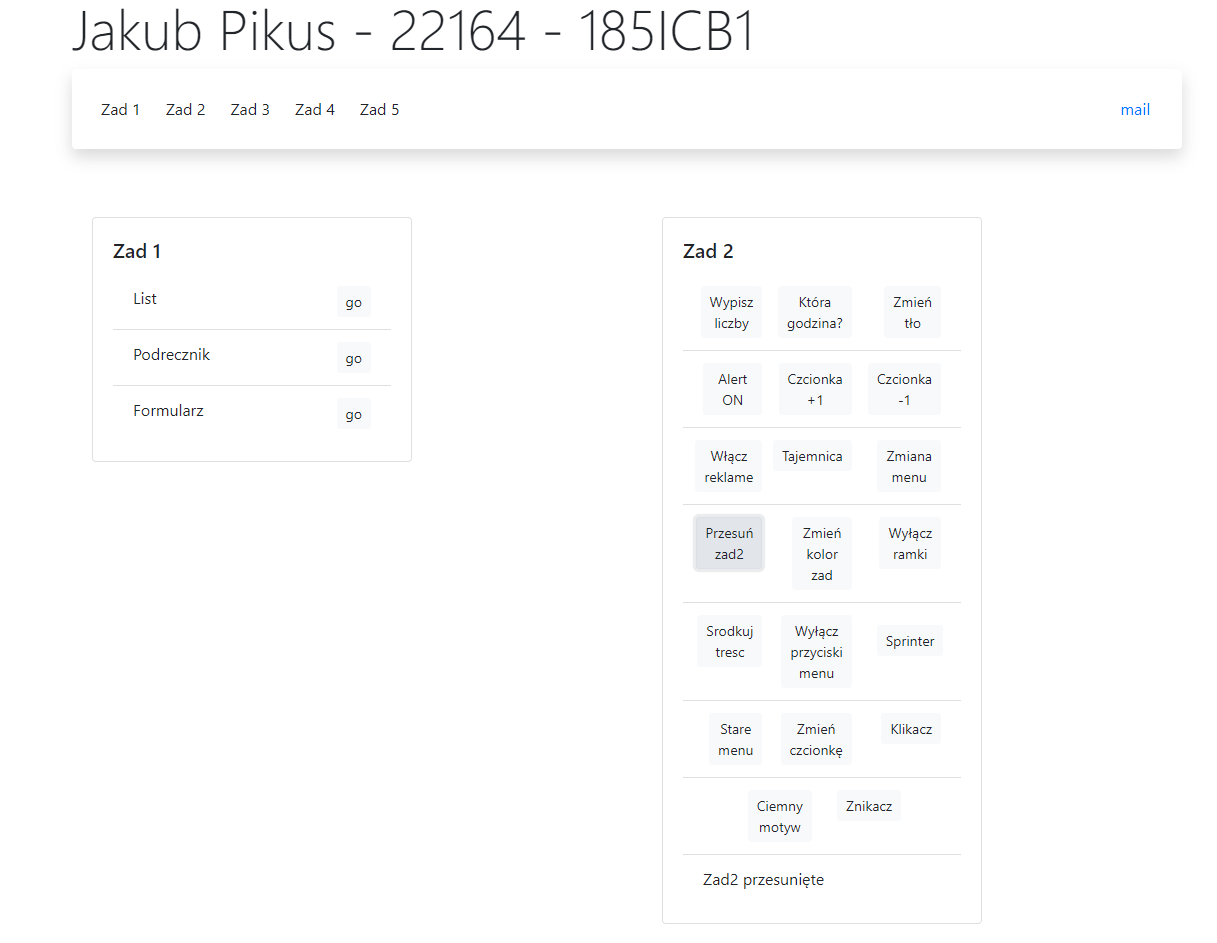 Jakub Pikus - 22164 - 185ICB1
Zad 1 Zad 2 Zad 3 Zad 4 Zad 5 mail
Zad 1
List go
Podrecznik go
Formularz go
Zad 2
Wypisz
liczby
Która
godzina?
Zmień
tło
Alert
ON
Czcionka
+1
Czcionka
-1
Włącz
reklame
Tajemnica
Zmiana
menu
Przesuń
zad2
Zmień
kolor
zad
Wyłącz
ramki
Srodkuj
tresc
Wyłącz
przyciski
menu
Sprinter
Stare
menu
Zmień
czcionkę
Klikacz
Ciemny
motyw
Znikacz
Zad2 przesunięte